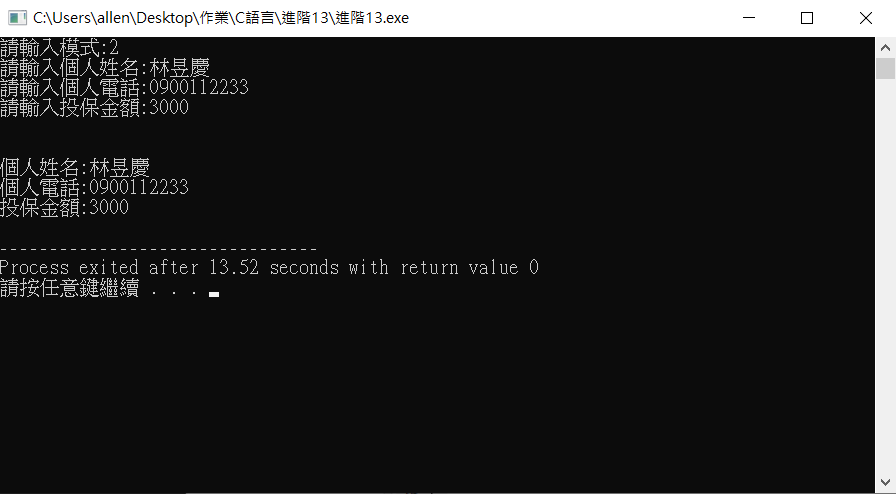 C:\Users\allen\Desktop\作業\C語言\進階13\進階13.exe
請輸入模式:2
請輸入個人姓名:林昱慶
請輸入個人電話:0900112233
請輸入投保金額:3000
個人姓名:林昱慶
個人電話:0900112233
投保金額:3000
--------------------------------
Process exited after 13.52 seconds with return value 0
請按任意鍵繼續 . . .